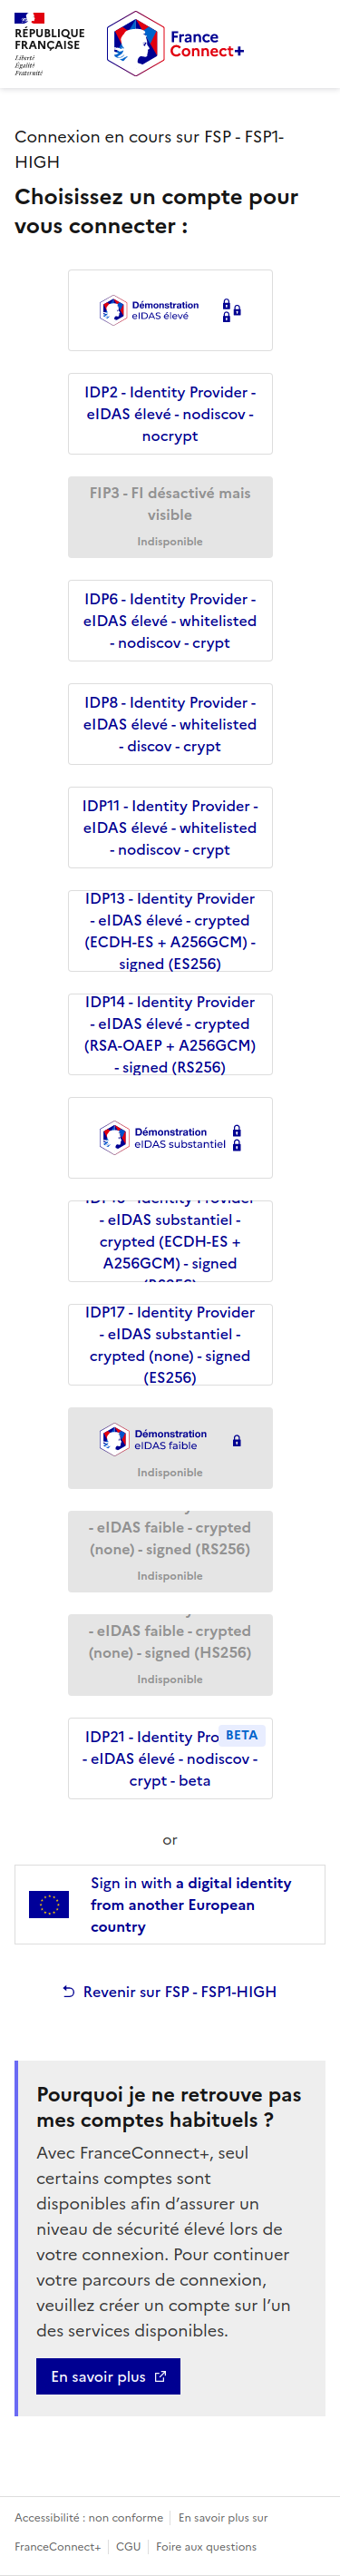 RÉPUBLIQUE
FRANÇAISE
Liberté
Égalité
Fraternité
France
Connect+
Connexion en cours sur FSP - FSP1-
HIGH
Choisissez un compte pour
vous connecter :
Démonstration
eIDAS élevé
IDP2 - Identity Provider -
eIDAS élevé - nodiscov -
nocrypt
FIP3 - FI désactivé mais
visible
Indisponible
IDP6 - Identity Provider -
eIDAS élevé - whitelisted
- nodiscov - crypt
IDP8 - Identity Provider -
eIDAS élevé - whitelisted
- discov - crypt
IDP11 - Identity Provider -
eIDAS élevé - whitelisted
- nodiscov - crypt
IDP13 - Identity Provider
- eIDAS élevé - crypted
(ECDH-ES + A256GCM) -
signed (ES256)
IDP14 - Identity Provider
- eIDAS élevé - crypted
(RSA-OAEP + A256GCM)
- signed (RS256)
Démonstration
eIDAS substantiel
- Identity Provider
- eIDAS substantiel -
crypted (ECDH-ES +
A256GCM) - signed
IDP17 - Identity Provider
- eIDAS substantiel -
crypted (none) - signed
(ES256)
Démonstration
eIDAS faible
Indisponible
- eIDAS faible - crypted
(none) - signed (RS256)
Indisponible
- eIDAS faible - crypted
(none) - signed (HS256)
Indisponible
BETA
IDP21 - Identity Pro
- eIDAS élevé - nodiscov -
crypt - beta
or
Sign in with a digital identity
from another European
country
Revenir sur FSP - FSP1-HIGH
Pourquoi je ne retrouve pas
mes comptes habituels ?
Avec FranceConnect+, seul
certains comptes sont
disponibles afin d’assurer un
niveau de sécurité élevé lors de
votre connexion. Pour continuer
votre parcours de connexion,
veuillez créer un compte sur l’un
des services disponibles.
En savoir plus
Accessibilité : non conforme
En savoir plus sur
FranceConnect+
CGU
Foire aux questions